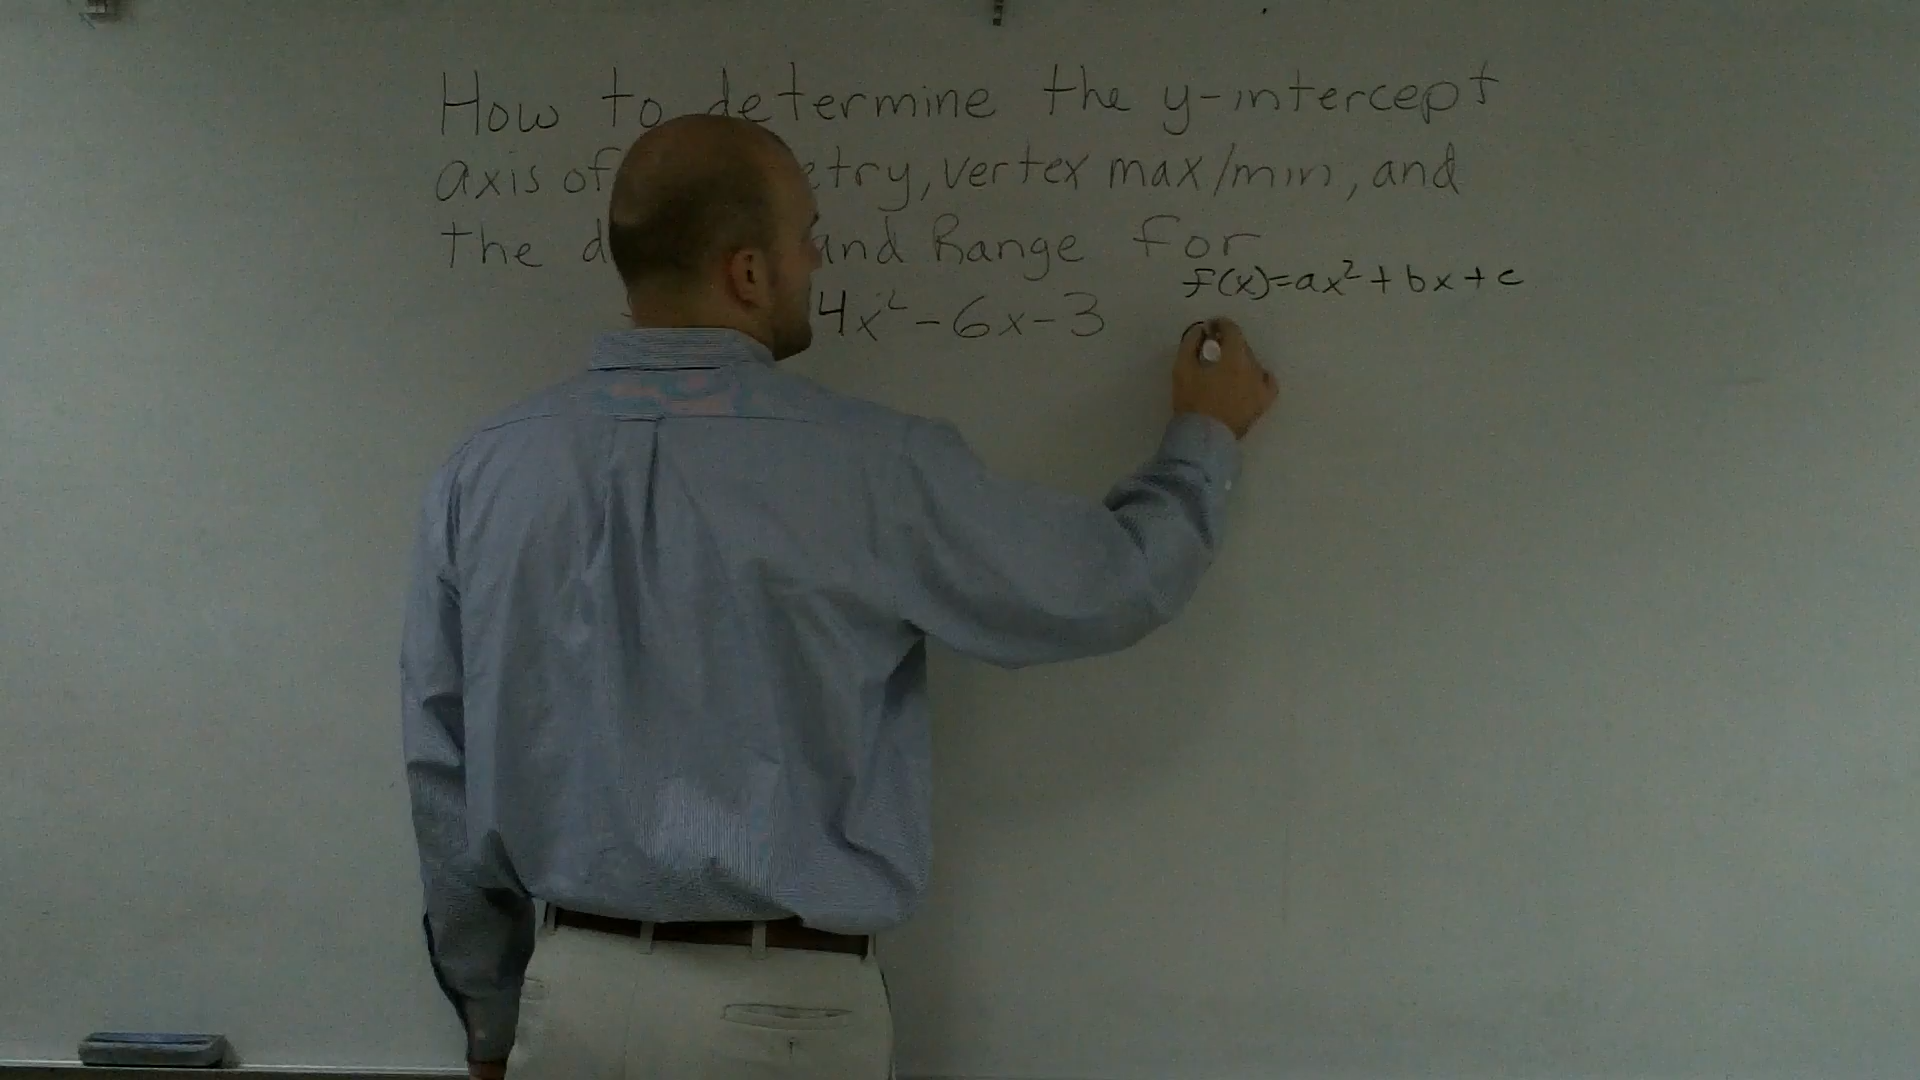 How to determine the y-intercept
axis of etry, vertex max/min, and
the d and Range for
f(x)=ax²+bx+c
4x²-6x-3